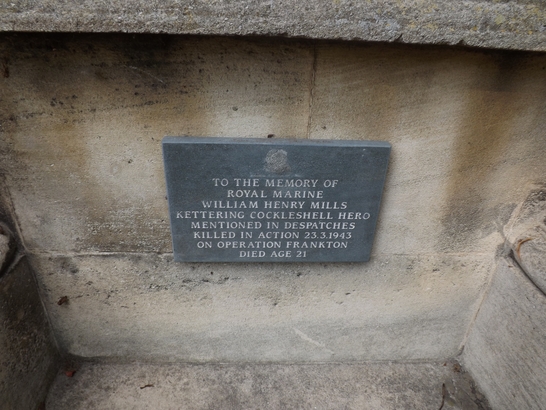 TO THE MEMORY OF
ROYAL MARINE
WILLIAM HENRY MILLS
KETTERING COCKLESHELL HERO
MENTIONED IN DESPATCHES
KILLED IN ACTION 23.3.1943
ON OPERATION FRANKTON
DIED AGE 21